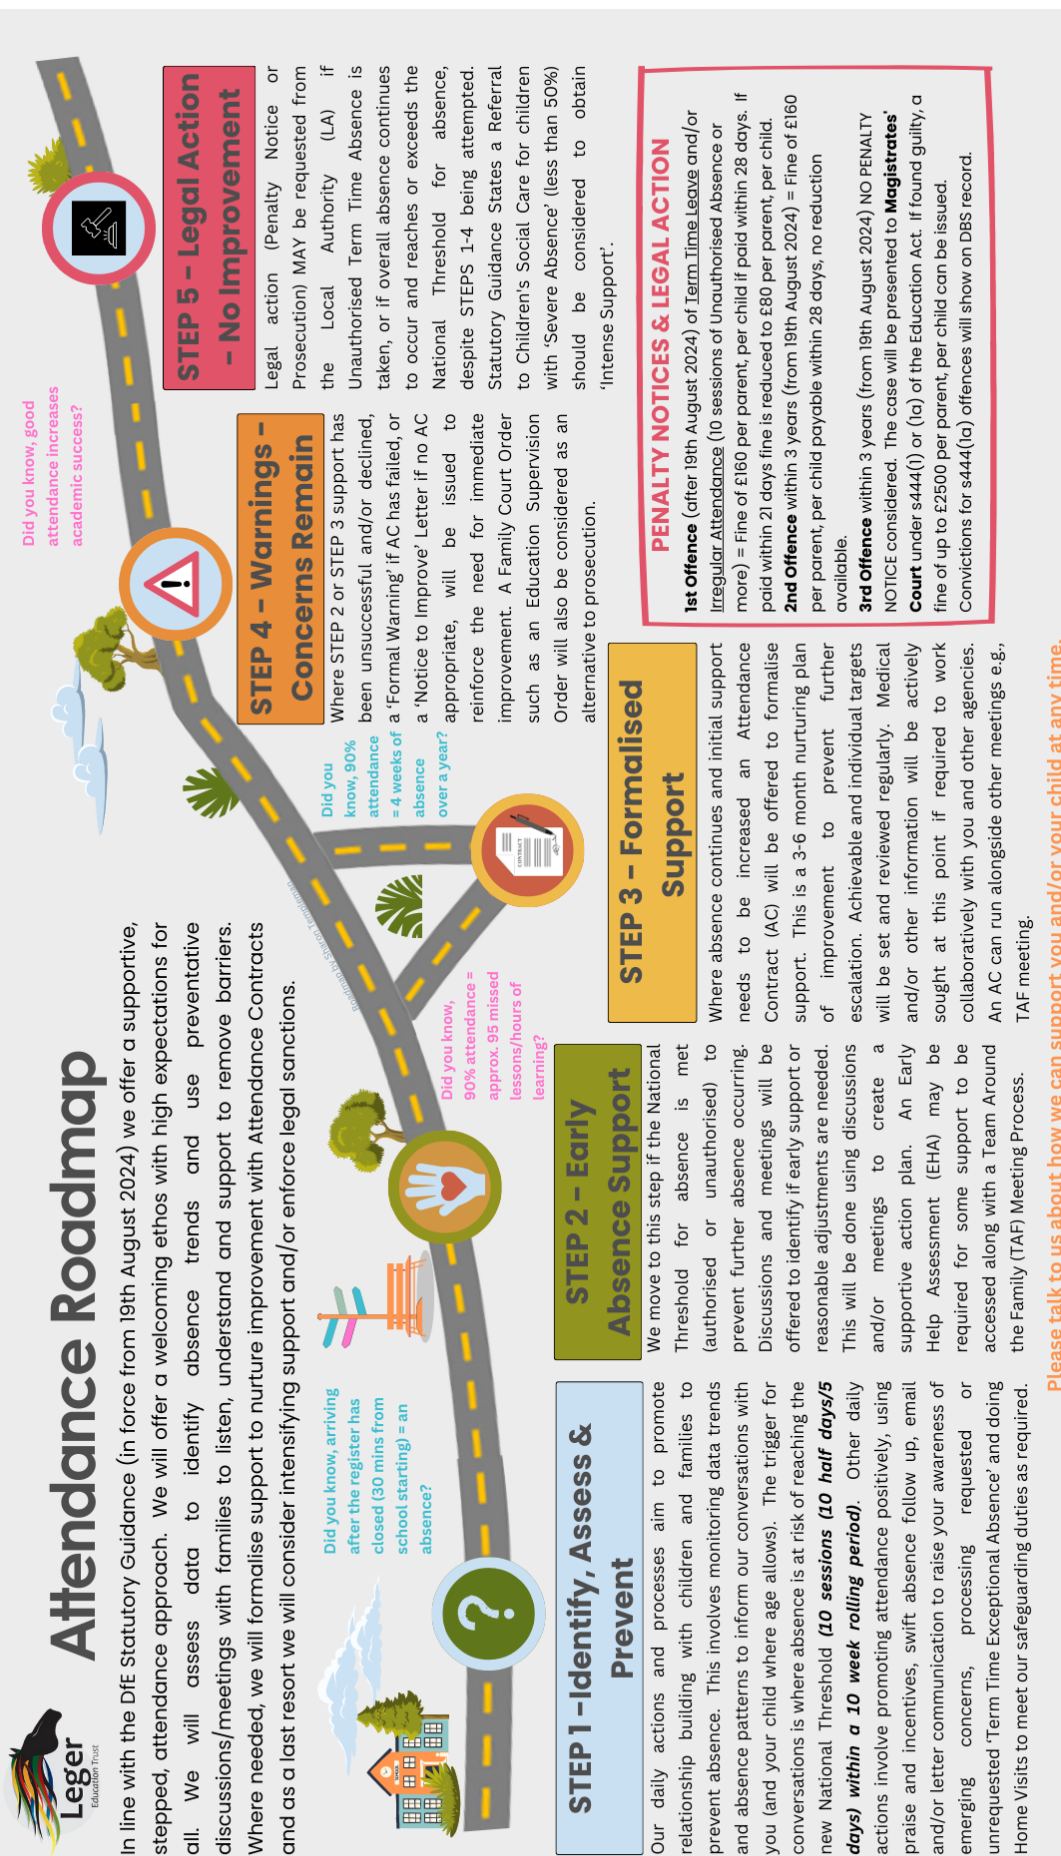 Leger
Education Trust
Attendance Roadmap
In line with the DfE Statutory Guidance (in force from 19th August 2024) we offer a supportive,
stepped, attendance approach. We will offer a welcoming ethos with high expectations for
all. We will assess data to identify absence trends and use preventative
discussions/meetings with families to listen, understand and support to remove barriers.
Where needed, we will formalise support to nurture improvement with Attendance Contracts
and as a last resort we will consider intensifying support and/or enforce legal sanctions.
Did you know, arriving
after the register has
closed (30 mins from
school starting) = an
absence?
Did you know,
90% attendance =
approx. 95 missed
lessons/hours of
learning?
Roadmap by Sharon Templeman
Did you
know, 90%
attendance
= 4 weeks of
absence
over a year?
CONTRACT
Did you know, good
attendance increases
academic success?
STEP 1 –Identify, Assess &
Prevent
Our daily actions and processes aim to promote
relationship building with children and families to
prevent absence. This involves monitoring data trends
and absence patterns to inform our conversations with
you (and your child where age allows). The trigger for
conversations is where absence is at risk of reaching the
new National Threshold (10 sessions (10 half days/5
days) within a 10 week rolling period). Other daily
actions involve promoting attendance positively, using
praise and incentives, swift absence follow up, email
and/or letter communication to raise your awareness of
emerging concerns, processing requested or
unrequested ‘Term Time Exceptional Absence’ and doing
Home Visits to meet our safeguarding duties as required.
STEP 2 – Early
Absence Support
We move to this step if the National
Threshold for absence is met
(authorised or unauthorised) to
prevent further absence occurring.
Discussions and meetings will be
offered to identify if early support or
reasonable adjustments are needed.
This will be done using discussions
and/or meetings to create a
supportive action plan. An Early
Help Assessment (EHA) may be
required for some support to be
accessed along with a Team Around
the Family (TAF) Meeting Process.
STEP 3 – Formalised
Support
Where absence continues and initial support
needs to be increased an Attendance
Contract (AC) will be offered to formalise
support. This is a 3-6 month nurturing plan
of improvement to prevent further
escalation. Achievable and individual targets
will be set and reviewed regularly. Medical
and/or other information will be actively
sought at this point if required to work
collaboratively with you and other agencies.
An AC can run alongside other meetings e.g.,
TAF meeting.
STEP 4 – Warnings –
Concerns Remain
Where STEP 2 or STEP 3 support has
been unsuccessful and/or declined,
a ‘Formal Warning’ if AC has failed, or
a ‘Notice to Improve’ Letter if no AC
appropriate, will be issued to
reinforce the need for immediate
improvement. A Family Court Order
such as an Education Supervision
Order will also be considered as an
alternative to prosecution.
STEP 5 – Legal Action
– No Improvement
Legal action (Penalty Notice or
Prosecution) MAY be requested from
the Local Authority (LA) if
Unauthorised Term Time Absence is
taken, or if overall absence continues
to occur and reaches or exceeds the
National Threshold for absence,
despite STEPS 1-4 being attempted.
Statutory Guidance States a Referral
to Children's Social Care for children
with ‘Severe Absence’ (less than 50%)
should be considered to obtain
‘Intense Support’.
PENALTY NOTICES & LEGAL ACTION
1st Offence (after 19th August 2024) of Term Time Leave and/or
Irregular Attendance (10 sessions of Unauthorised Absence or
more) = Fine of £160 per parent, per child if paid within 28 days. If
paid within 21 days fine is reduced to £80 per parent, per child.
2nd Offence within 3 years (from 19th August 2024) = Fine of £160
per parent, per child payable within 28 days, no reduction
available.
3rd Offence within 3 years (from 19th August 2024) NO PENALTY
NOTICE considered. The case will be presented to Magistrates'
Court under s444(1) or (1a) of the Education Act. If found guilty, a
fine of up to £2500 per parent, per child can be issued.
Convictions for s444(1a) offences will show on DBS record.
Please talk to us about how we can support you and/or your child at any time.